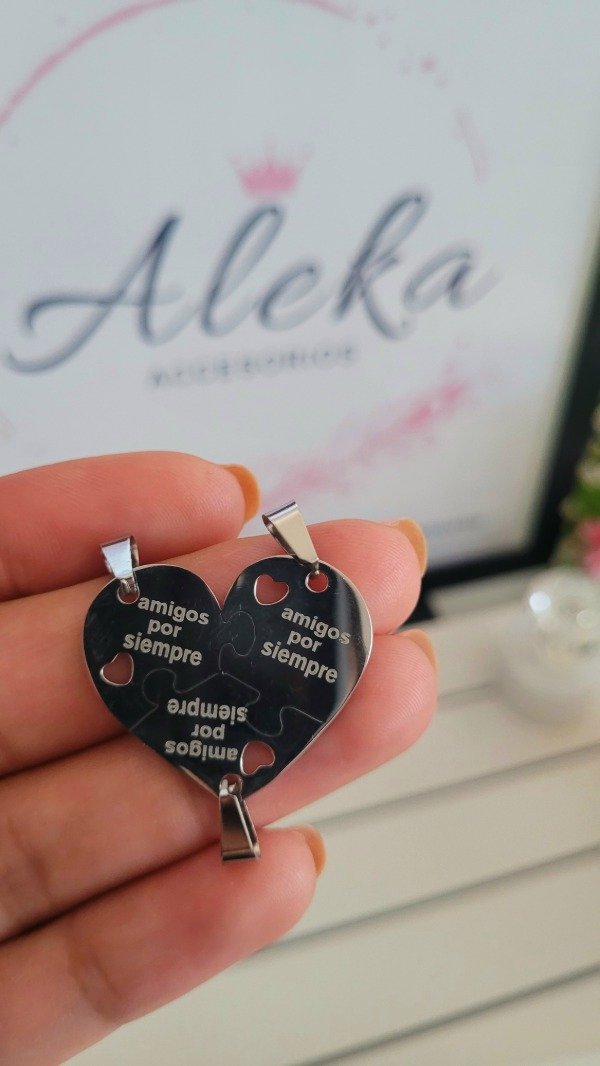 Aleka
ACCESORIOS
amigos
por
siempre
amigos
por
siempre
amigos
por
siempre